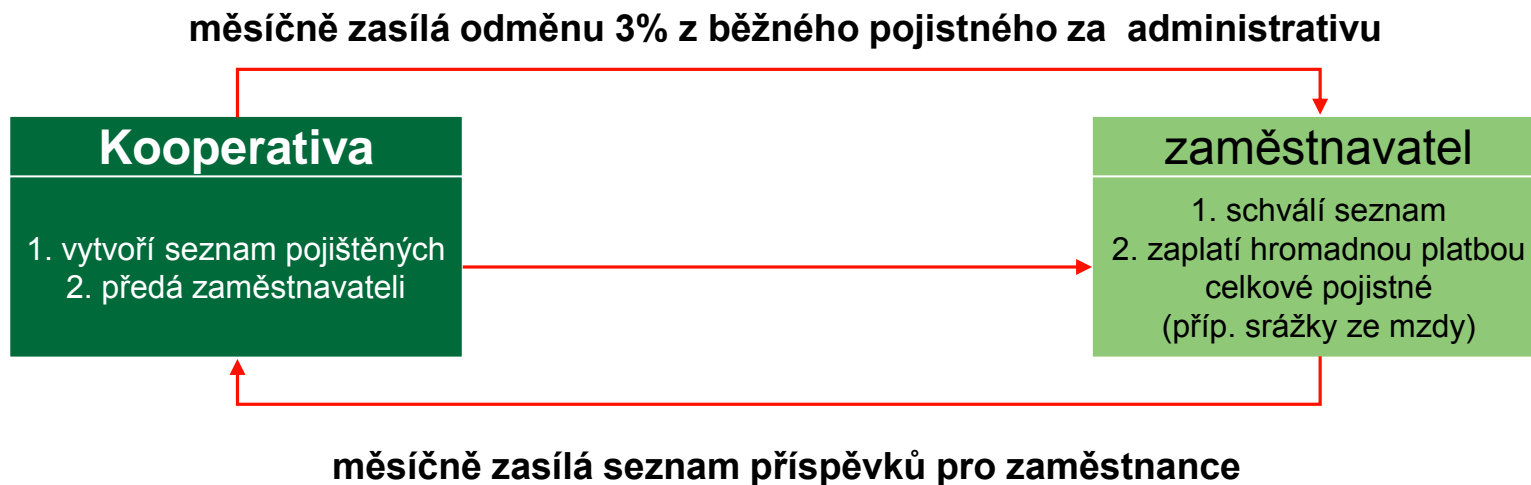 měsíčně zasílá odměnu 3% z běžného pojistného za  administrativu
Kooperativa
1. vytvoří seznam pojištěných
2. předá zaměstnavateli
zaměstnavatel
1. schválí seznam
2. zaplatí hromadnou platbou
celkové pojistné
(příp. srážky ze mzdy)
měsíčně zasílá seznam příspěvků pro zaměstnance